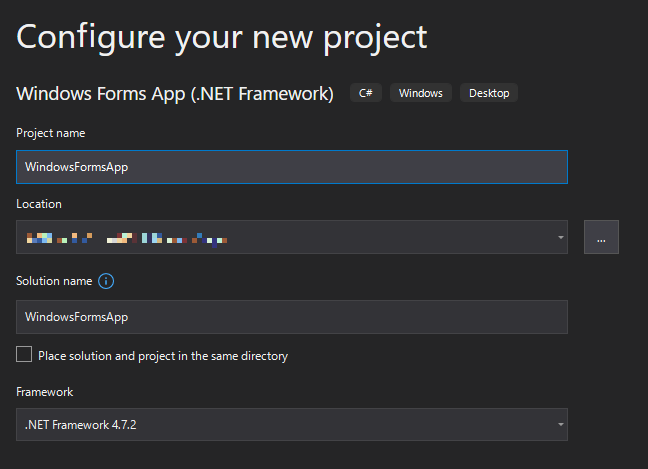 Configure your new project
Windows Forms App (.NET Framework) C# Windows Desktop
Project name
WindowsFormsApp
Location
...
Solution name
WindowsFormsApp
Place solution and project in the same directory
Framework
.NET Framework 4.7.2